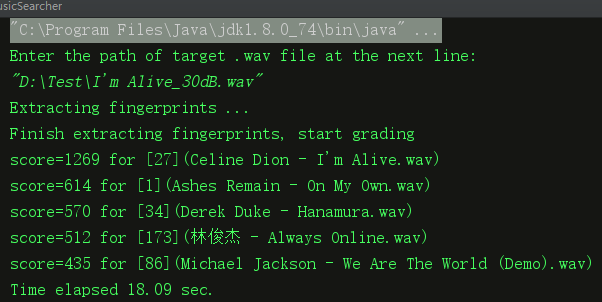 usicSearcher
"C:\Program Files\Java\jdk1.8.0_74\bin\java" ...
Enter the path of target .wav file at the next line:
"D:\Test\I'm Alive_30dB.wav"
Extracting fingerprints ...
Finish extracting fingerprints, start grading
score=1269 for [27](Celine Dion - I'm Alive.wav)
score=614 for [1](Ashes Remain - On My Own.wav)
score=570 for [34](Derek Duke - Hanamura.wav)
score=512 for [173](林俊杰 - Always Online.wav)
score=435 for [86](Michael Jackson - We Are The World (Demo).wav)
Time elapsed 18.09 sec.